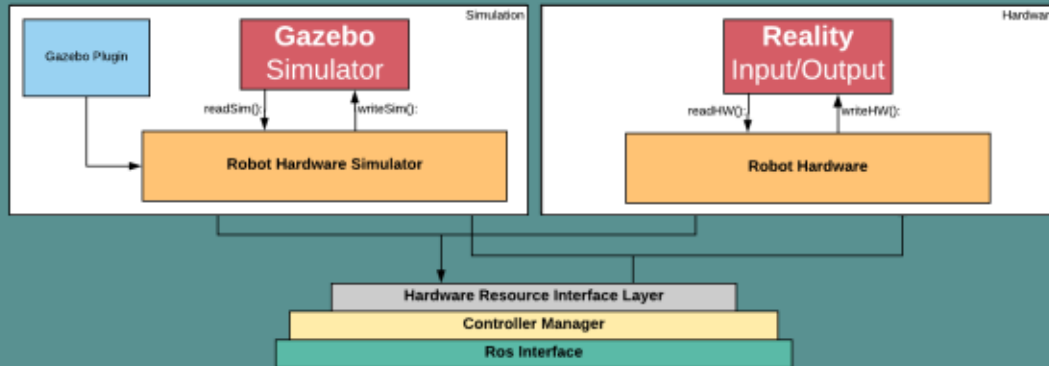 Simulation
Gazebo Plugin
Gazebo
Simulator
readSim():
writeSim():
Robot Hardware Simulator
Hardwar
Reality
Input/Output
readHW():
writeHW():
Robot Hardware
Hardware Resource Interface Layer
Controller Manager
Ros Interface